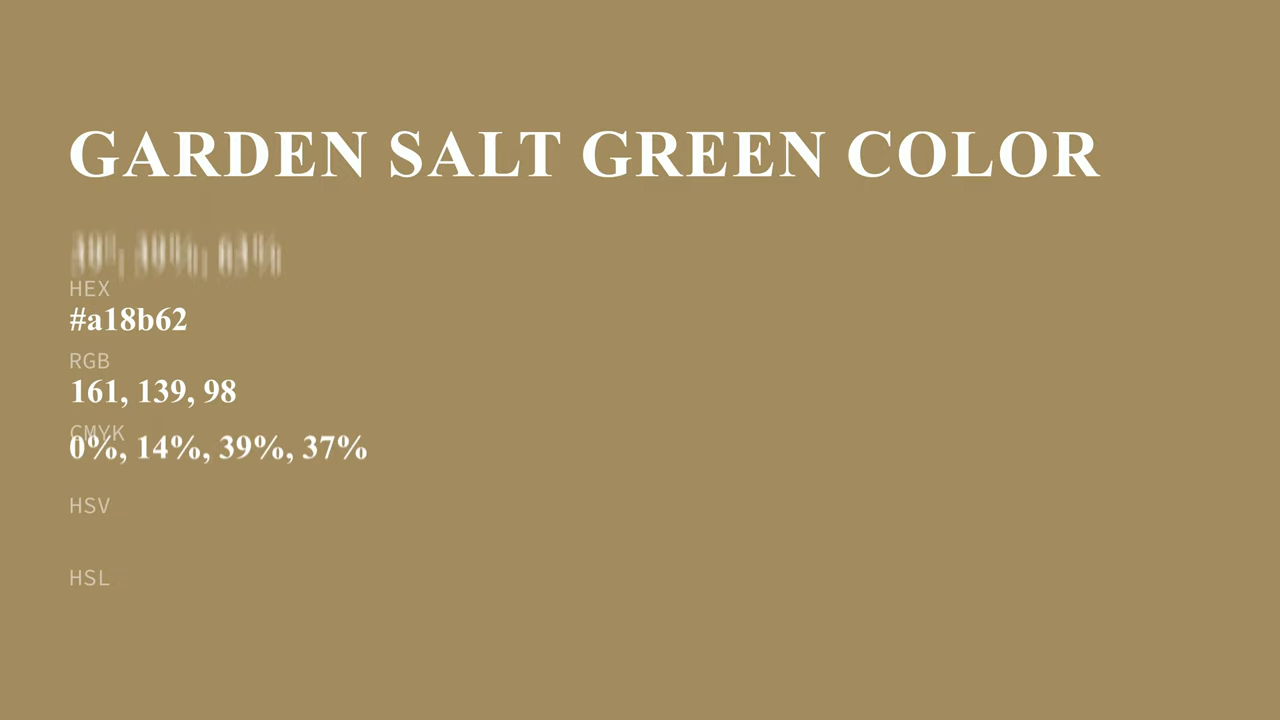 GARDEN SALT GREEN COLOR
HEX
#a18b62
RGB
161, 139, 98
CMYK
0%, 14%, 39%, 37%
HSV
HSL